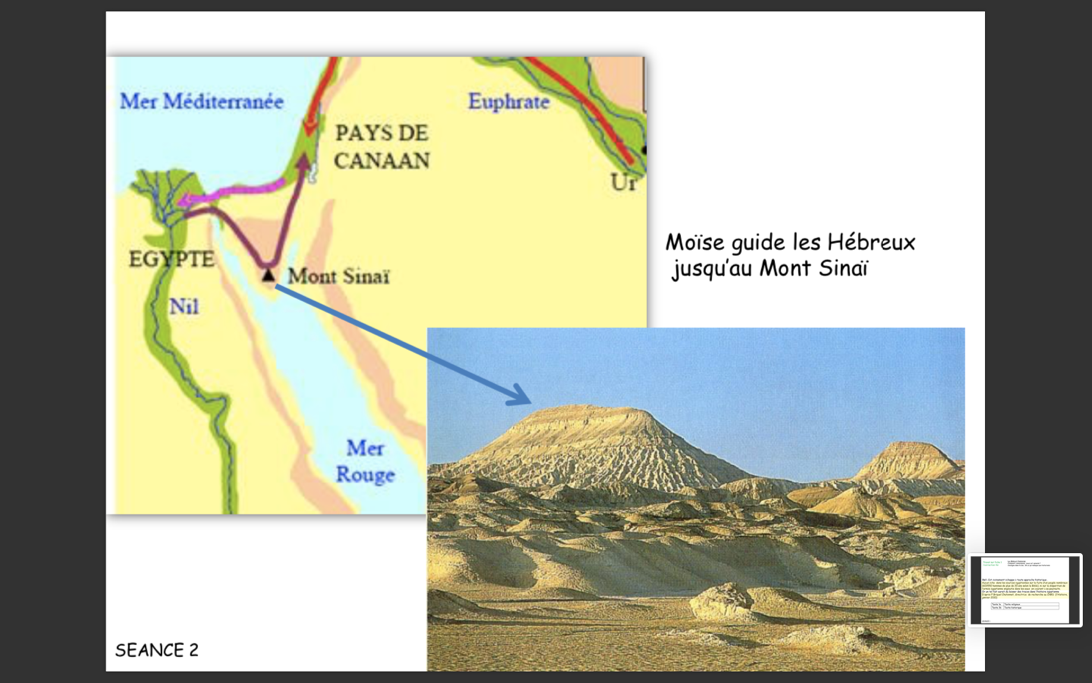 Mer Méditerranée
Euphrate
PAYS DE
CANAAN
Ur
EGYPTE
Mont Sinaï
Nil
Mer
Rouge
Moïse guide les Hébreux
jusqu'au Mont Sinaï
SEANCE 2